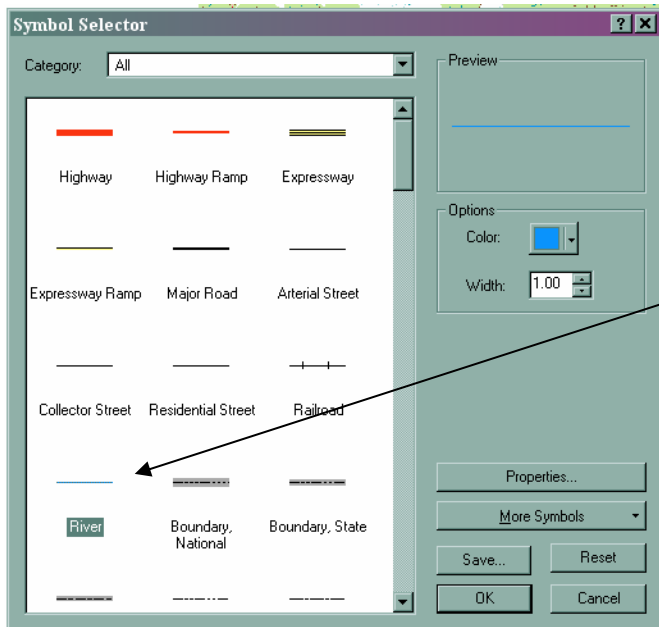 Symbol Selector
Category: All
Highway Highway Ramp Expressway
Expressway Ramp Major Road Arterial Street
Collector Street Residential Street Railroad
River Boundary, National Boundary, State
Preview
Options
Color:
Width: 1.00
Properties...
More Symbols
Save... Reset
OK Cancel